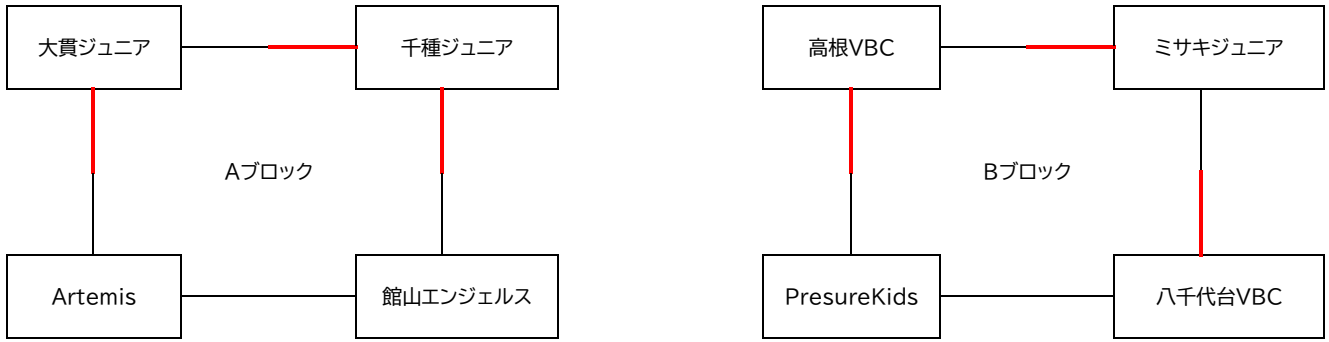 大貫ジュニア
千種ジュニア
高根VBC
ミサキジュニア
Aブロック
Bブロック
Artemis
館山エンジェルス
PresureKids
八千代台VBC